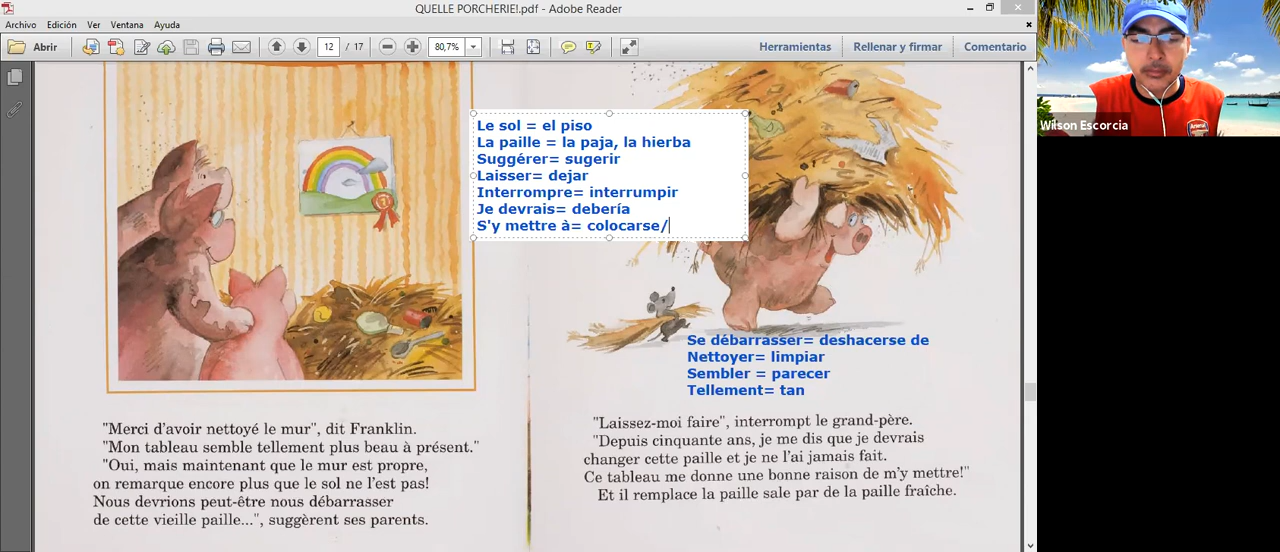 QUELLE PORCHERIE!.pdf - Adobe Reader
Archivo Edición Ver Ventana Ayuda
Abrir 12 / 17 80,7% Herramientas Rellenar y firmar Comentario
Wilson Escorcia
Le sol = el piso
La paille = la paja, la hierba
Suggérer= sugerir
Laisser= dejar
Interrompre= interrumpir
Je devrais= debería
S'y mettre à= colocarse/
Se débarrasser= deshacerse de
Nettoyer= limpiar
Sembler = parecer
Tellement= tan
"Merci d'avoir nettoyé le mur", dit Franklin.
"Mon tableau semble tellement plus beau à présent."
"Oui, mais maintenant que le mur est propre,
on remarque encore plus que le sol ne l'est pas!
Nous devrions peut-être nous débarrasser
de cette vieille paille...", suggèrent ses parents.
"Laissez-moi faire", interrompt le grand-père.
"Depuis cinquante ans, je me dis que je devrais
changer cette paille et je ne l'ai jamais fait.
Ce tableau me donne une bonne raison de m'y mettre!"
Et il remplace la paille sale par de la paille fraîche.